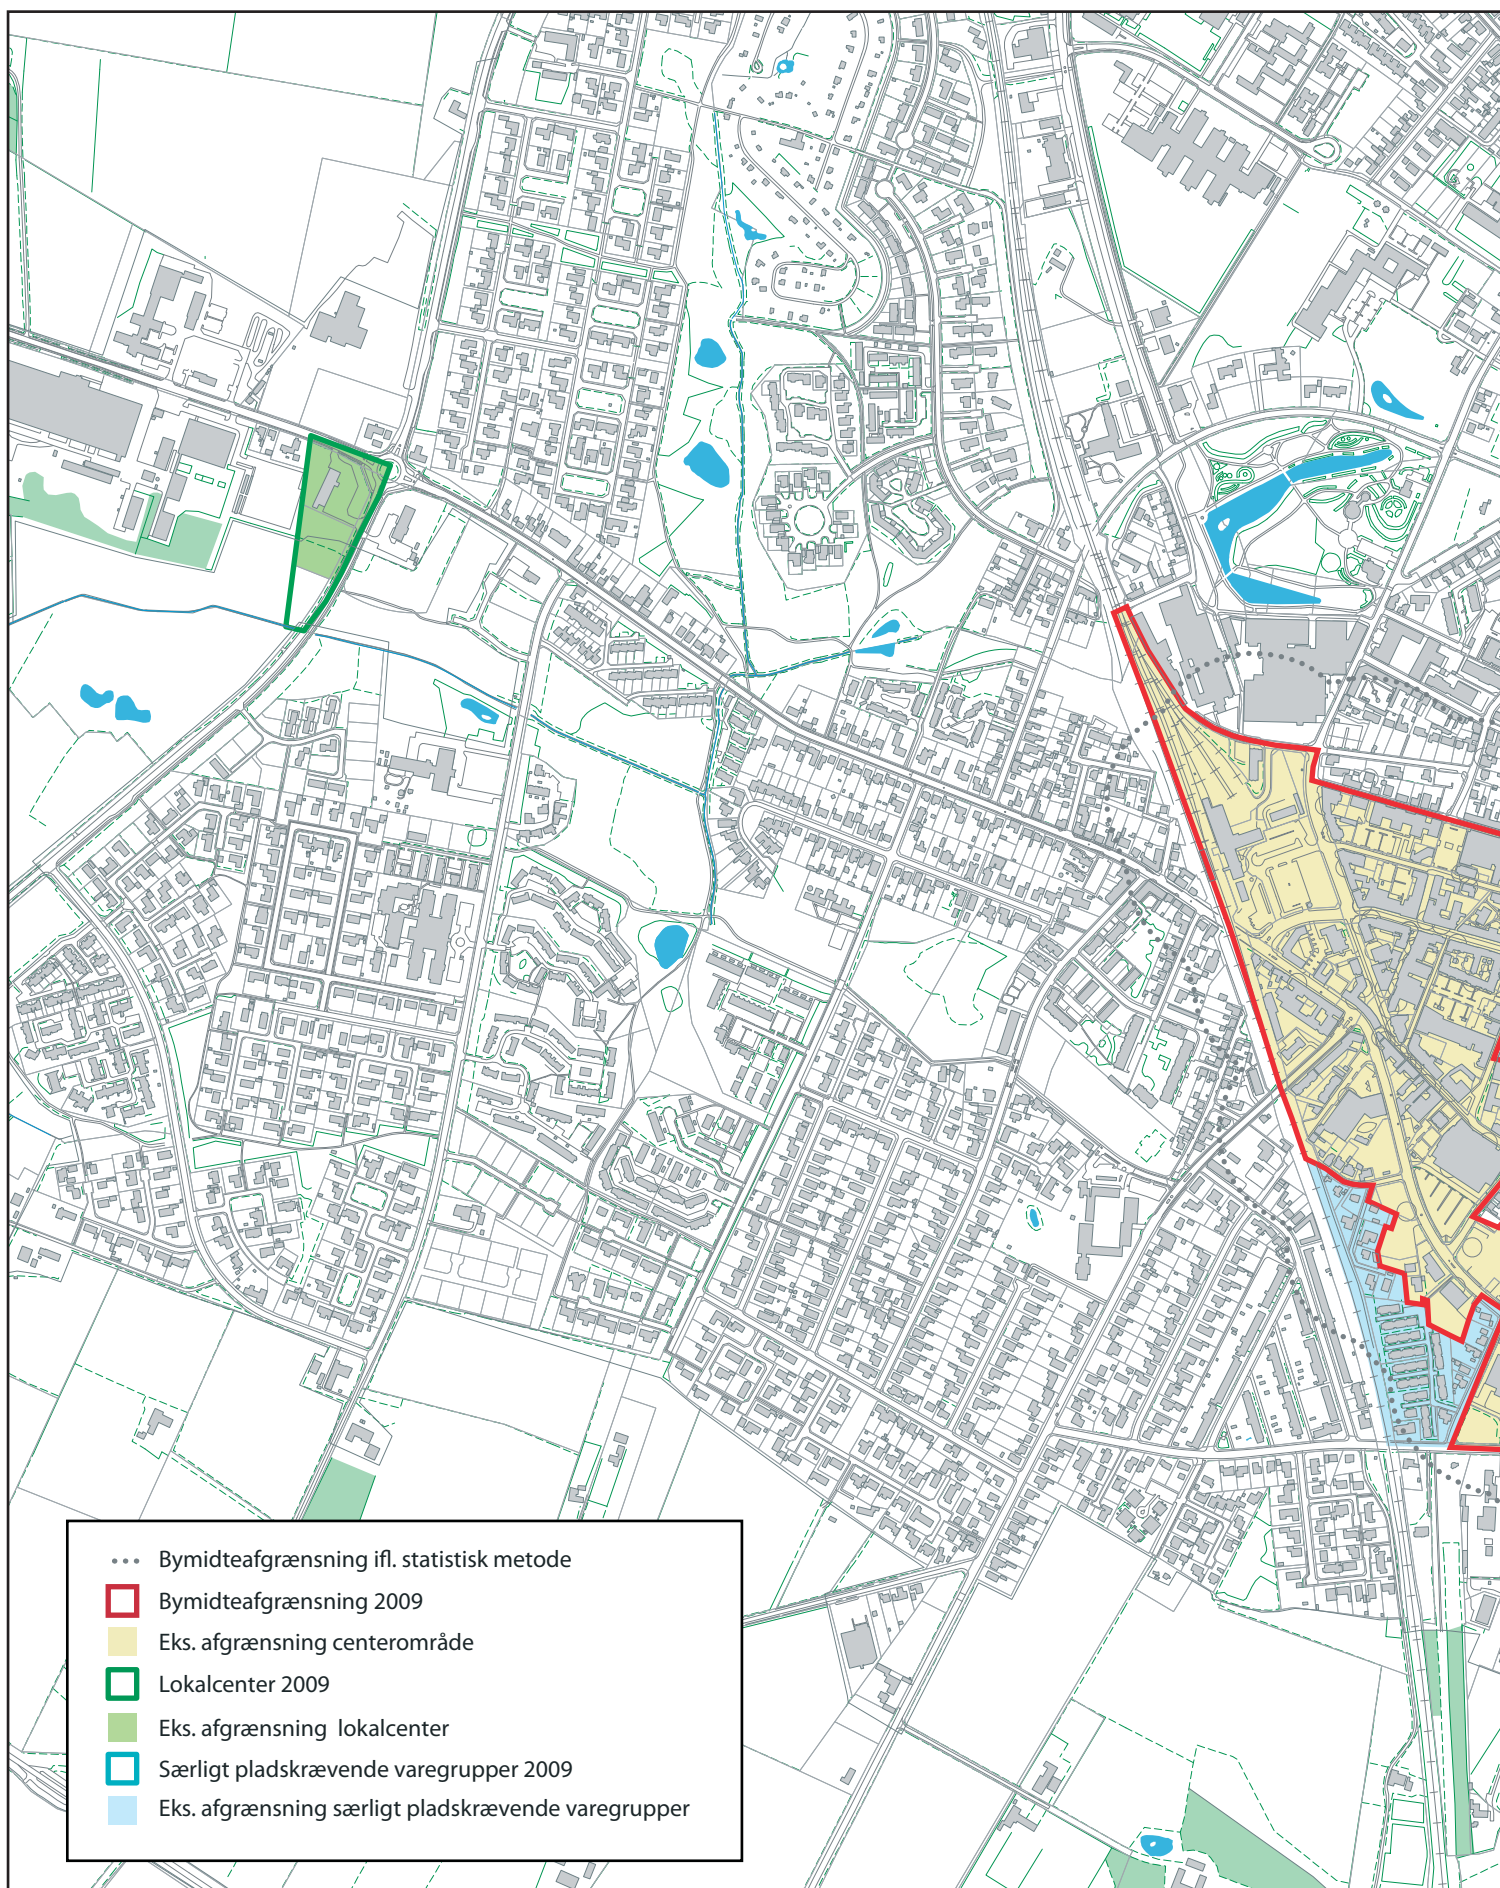 Bymidteafgrænsning ifl. statistisk metode
Bymidteafgrænsning 2009
Eks. afgrænsning centerområde
Lokalcenter 2009
Eks. afgrænsning lokalcenter
Særligt pladskrævende varegrupper 2009
Eks. afgrænsning særligt pladskrævende varegrupper